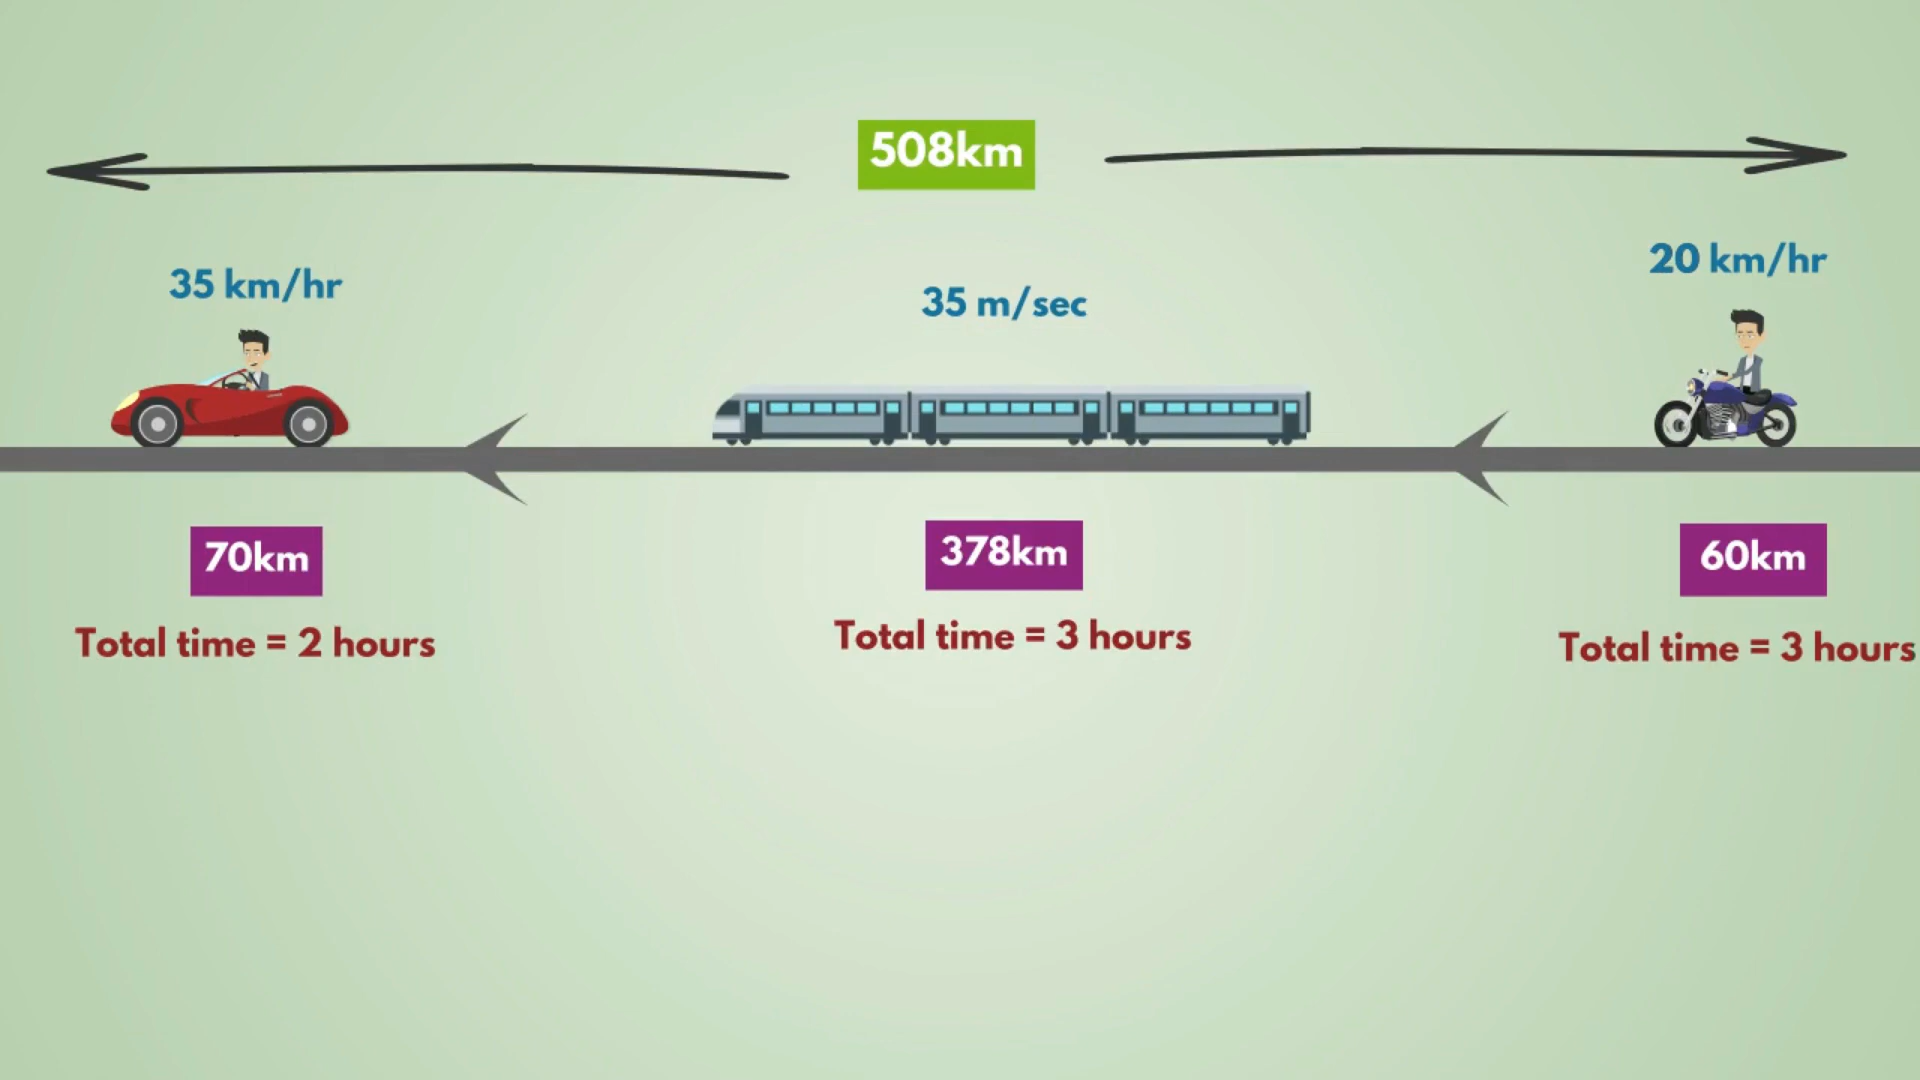 508km
35 km/hr
35 m/sec
20 km/hr
70km
378km
60km
Total time = 2 hours
Total time = 3 hours
Total time = 3 hours